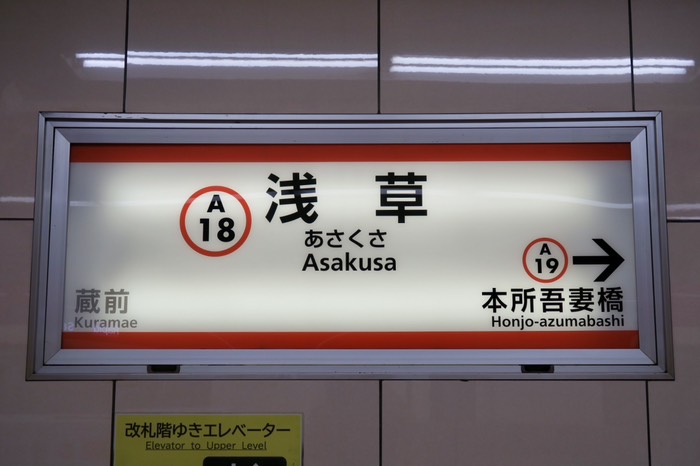 A
18
浅草
あさくさ
Asakusa
A
19
本所吾妻橋
Honjo-azumabashi
蔵前
Kuramae
改札階ゆきエレベーター
Elevator to Upper Level